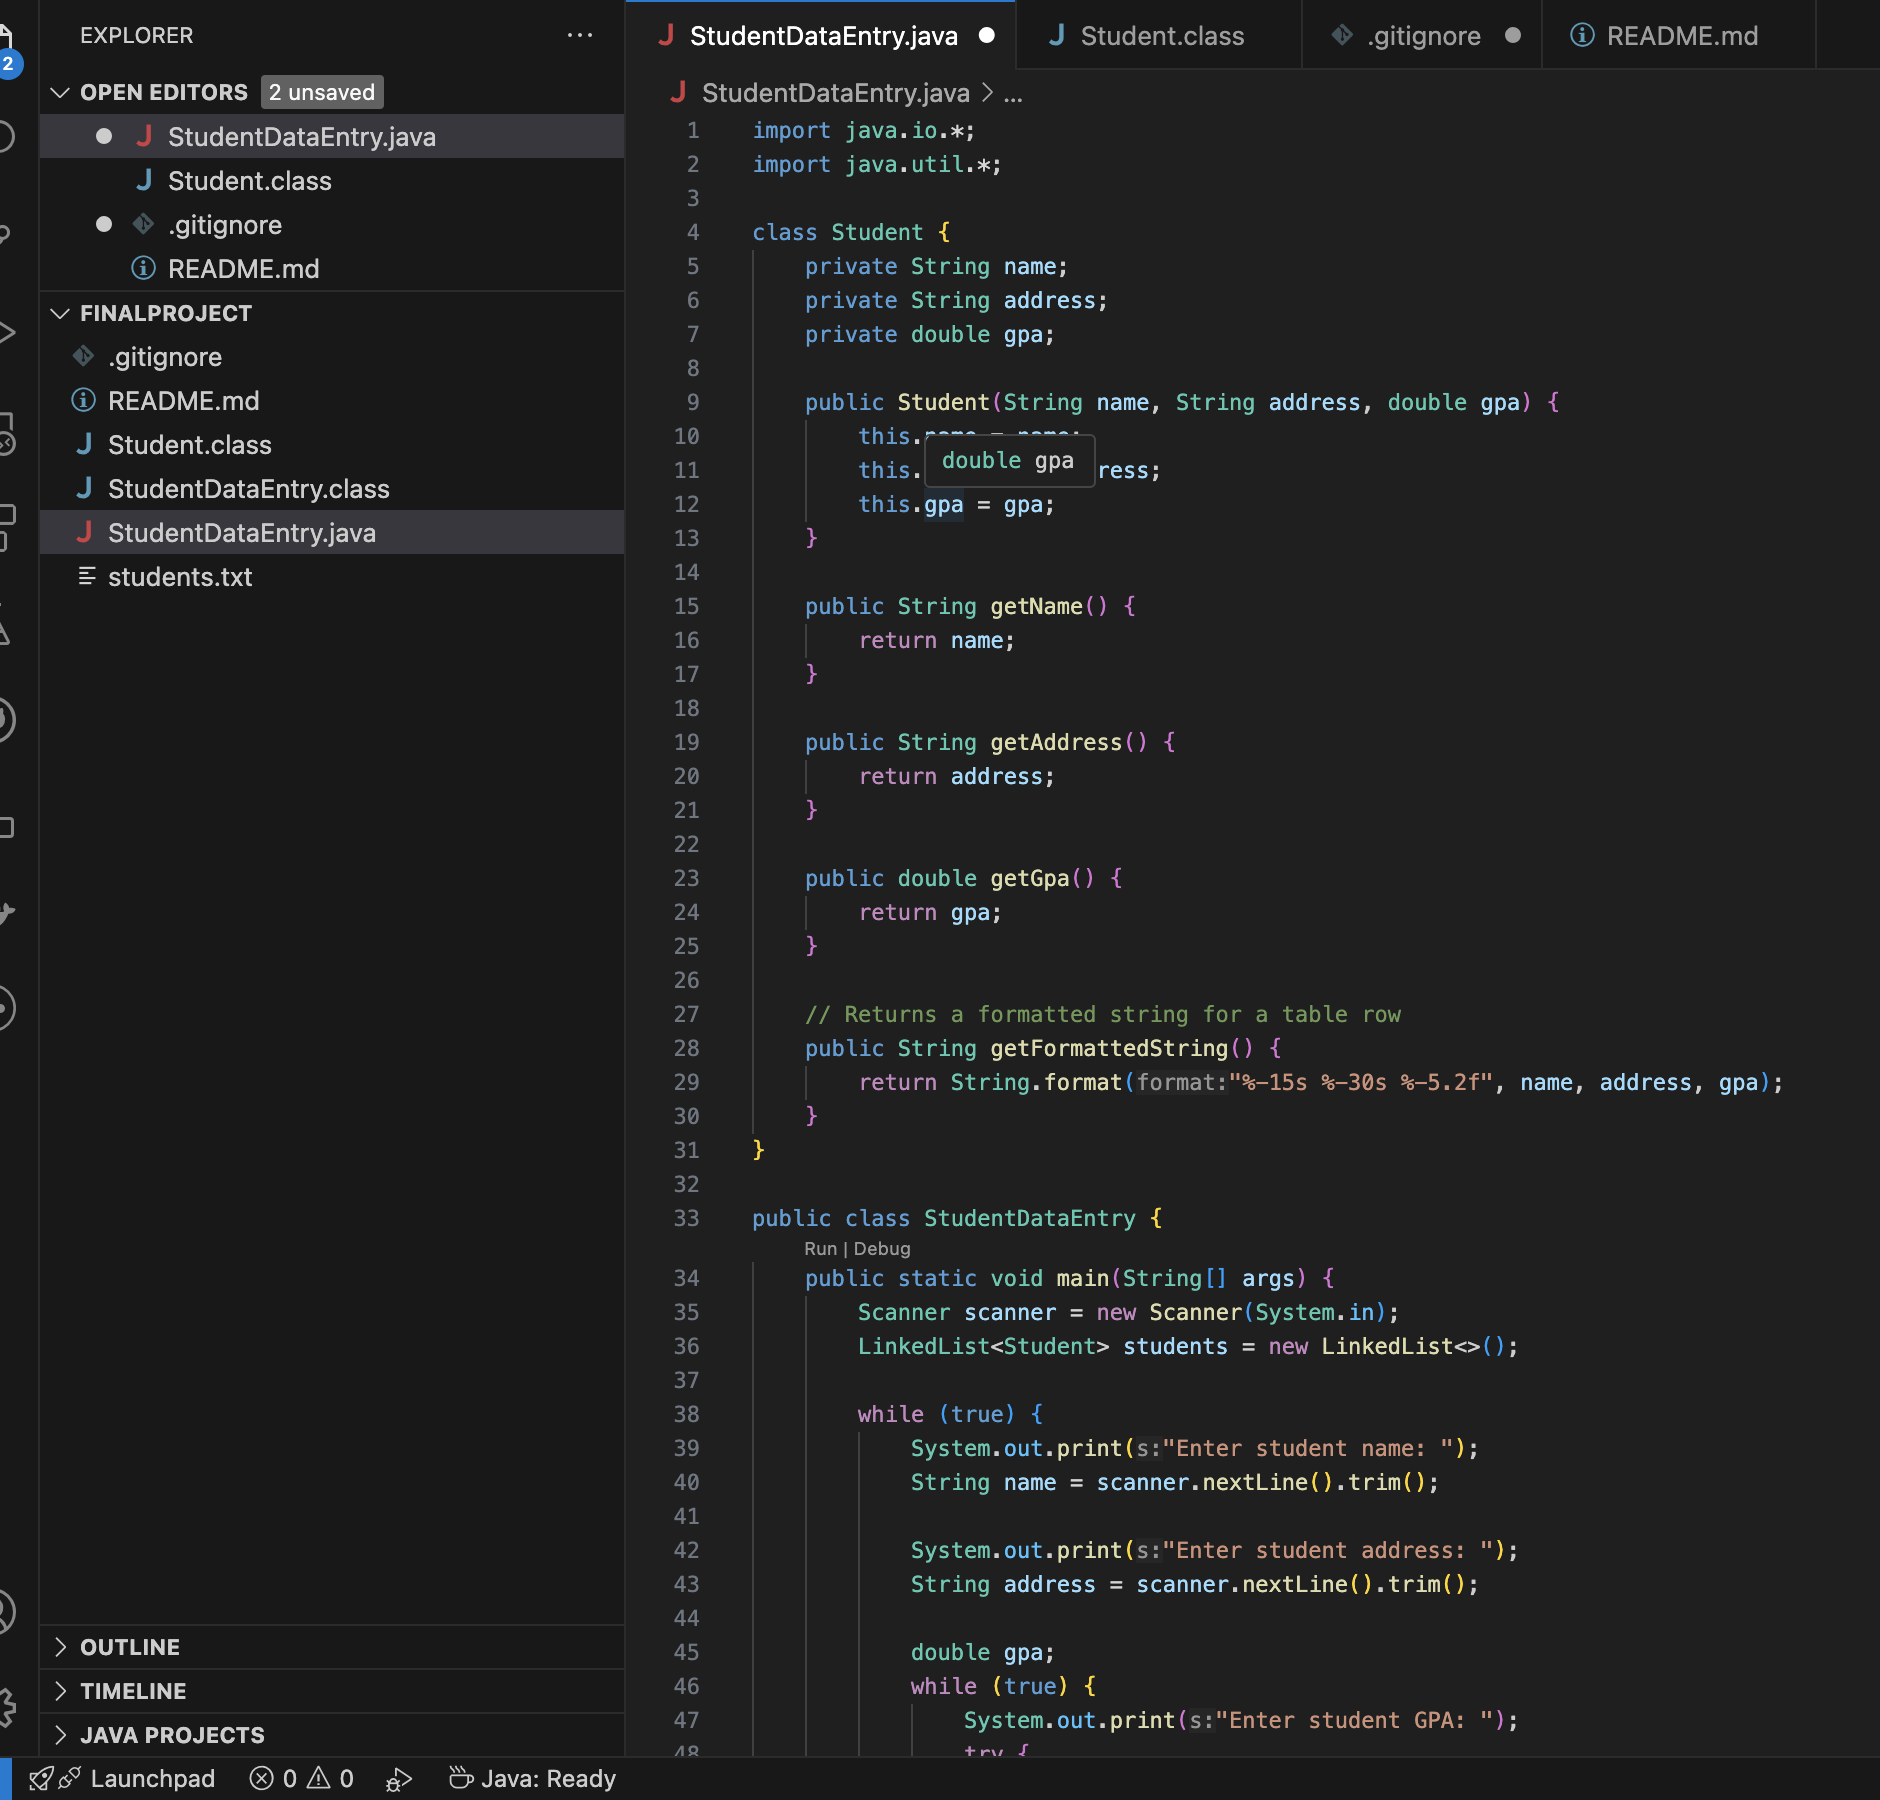 EXPLORER
OPEN EDITORS 2 unsaved
StudentDataEntry.java
Student.class
.gitignore
README.md
FINALPROJECT
.gitignore
README.md
Student.class
StudentDataEntry.class
StudentDataEntry.java
students.txt
OUTLINE
TIMELINE
JAVA PROJECTS
2
StudentDataEntry.java Student.class .gitignore README.md
StudentDataEntry.java > ...
1 import java.io.*;
2 import java.util.*;
3
4 class Student {
5 private String name;
6 private String address;
7 private double gpa;
8
9 public Student(String name, String address, double gpa) {
10 this.name = name;
double gpa
11 this. ress;
12 this.gpa = gpa;
13 }
14
15 public String getName() {
16 return name;
17 }
18
19 public String getAddress() {
20 return address;
21 }
22
23 public double getGpa() {
24 return gpa;
25 }
26
27 // Returns a formatted string for a table row
28 public String getFormattedString() {
29 return String.format(format:"%-15s %-30s %-5.2f", name, address, gpa);
30 }
31 }
32
33 public class StudentDataEntry {
Run | Debug
34 public static void main(String[] args) {
35 Scanner scanner = new Scanner(System.in);
36 LinkedList<Student> students = new LinkedList<>();
37
38 while (true) {
39 System.out.print(s:"Enter student name: ");
40 String name = scanner.nextLine().trim();
41
42 System.out.print(s:"Enter student address: ");
43 String address = scanner.nextLine().trim();
44
45 double gpa;
46 while (true) {
47 System.out.print(s:"Enter student GPA: ");
48 try {
Launchpad 0 0 Java: Ready